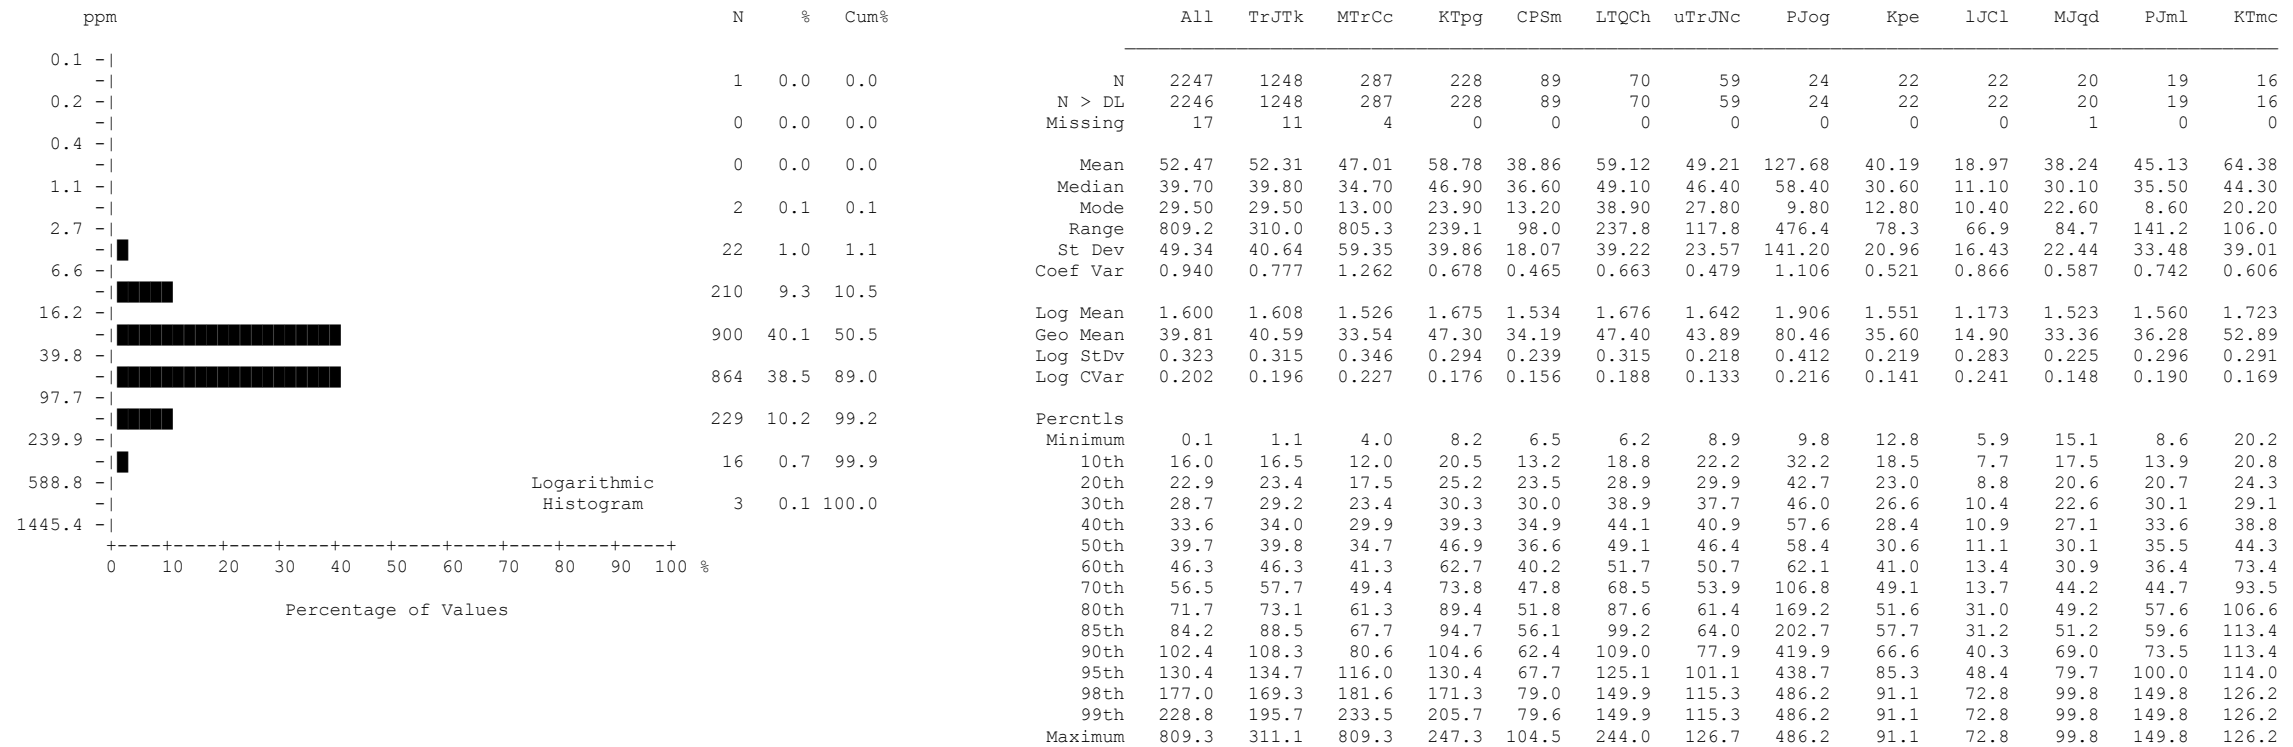 ppm N % Cum% All TrJTk MTrCc KTpg CPSm LTQCh uTrJNc PJog Kpe lJCl MJqd PJml KTmc
0.1 -|
-| 1 0.0 0.0 N 2247 1248 287 228 89 70 59 24 22 22 20 19 16
0.2 -| N > DL 2246 1248 287 228 89 70 59 24 22 22 20 19 16
-| 0 0.0 0.0 Missing 17 11 4 0 0 0 0 0 0 0 1 0 0
0.4 -|
-| 0 0.0 0.0 Mean 52.47 52.31 47.01 58.78 38.86 59.12 49.21 127.68 40.19 18.97 38.24 45.13 64.38
1.1 -| Median 39.70 39.80 34.70 46.90 36.60 49.10 46.40 58.40 30.60 11.10 30.10 35.50 44.30
-| 2 0.1 0.1 Mode 29.50 29.50 13.00 23.90 13.20 38.90 27.80 9.80 12.80 10.40 22.60 8.60 20.20
2.7 -| Range 809.2 310.0 805.3 239.1 98.0 237.8 117.8 476.4 78.3 66.9 84.7 141.2 106.0
-| 22 1.0 1.1 St Dev 49.34 40.64 59.35 39.86 18.07 39.22 23.57 141.20 20.96 16.43 22.44 33.48 39.01
6.6 -| Coef Var 0.940 0.777 1.262 0.678 0.465 0.663 0.479 1.106 0.521 0.866 0.587 0.742 0.606
-| 210 9.3 10.5
16.2 -| Log Mean 1.600 1.608 1.526 1.675 1.534 1.676 1.642 1.906 1.551 1.173 1.523 1.560 1.723
-| 900 40.1 50.5 Geo Mean 39.81 40.59 33.54 47.30 34.19 47.40 43.89 80.46 35.60 14.90 33.36 36.28 52.89
39.8 -| Log StDv 0.323 0.315 0.346 0.294 0.239 0.315 0.218 0.412 0.219 0.283 0.225 0.296 0.291
-| 864 38.5 89.0 Log CVar 0.202 0.196 0.227 0.176 0.156 0.188 0.133 0.216 0.141 0.241 0.148 0.190 0.169
97.7 -|
-| 229 10.2 99.2 Percntls
239.9 -| Minimum 0.1 1.1 4.0 8.2 6.5 6.2 8.9 9.8 12.8 5.9 15.1 8.6 20.2
-| 16 0.7 99.9 10th 16.0 16.5 12.0 20.5 13.2 18.8 22.2 32.2 18.5 7.7 17.5 13.9 20.8
588.8 -| Logarithmic 20th 22.9 23.4 17.5 25.2 23.5 28.9 29.9 42.7 23.0 8.8 20.6 20.7 24.3
-| Histogram 3 0.1 100.0 30th 28.7 29.2 23.4 30.3 30.0 38.9 37.7 46.0 26.6 10.4 22.6 30.1 29.1
1445.4 -| 40th 33.6 34.0 29.9 39.3 34.9 44.1 40.9 57.6 28.4 10.9 27.1 33.6 38.8
+----+----+----+----+----+----+----+----+----+----+ 50th 39.7 39.8 34.7 46.9 36.6 49.1 46.4 58.4 30.6 11.1 30.1 35.5 44.3
0 10 20 30 40 50 60 70 80 90 100 % 60th 46.3 46.3 41.3 62.7 40.2 51.7 50.7 62.1 41.0 13.4 30.9 36.4 73.4
70th 56.5 57.7 49.4 73.8 47.8 68.5 53.9 106.8 49.1 13.7 44.2 44.7 93.5
Percentage of Values 80th 71.7 73.1 61.3 89.4 51.8 87.6 61.4 169.2 51.6 31.0 49.2 57.6 106.6
85th 84.2 88.5 67.7 94.7 56.1 99.2 64.0 202.7 57.7 31.2 51.2 59.6 113.4
90th 102.4 108.3 80.6 104.6 62.4 109.0 77.9 419.9 66.6 40.3 69.0 73.5 113.4
95th 130.4 134.7 116.0 130.4 67.7 125.1 101.1 438.7 85.3 48.4 79.7 100.0 114.0
98th 177.0 169.3 181.6 171.3 79.0 149.9 115.3 486.2 91.1 72.8 99.8 149.8 126.2
99th 228.8 195.7 233.5 205.7 79.6 149.9 115.3 486.2 91.1 72.8 99.8 149.8 126.2
Maximum 809.3 311.1 809.3 247.3 104.5 244.0 126.7 486.2 91.1 72.8 99.8 149.8 126.2